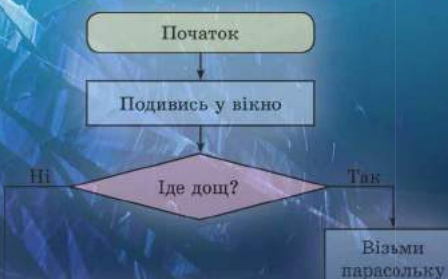 Початок
Подивись у вікно
Ні
Іде дощ?
Так
Візьми
парасольку